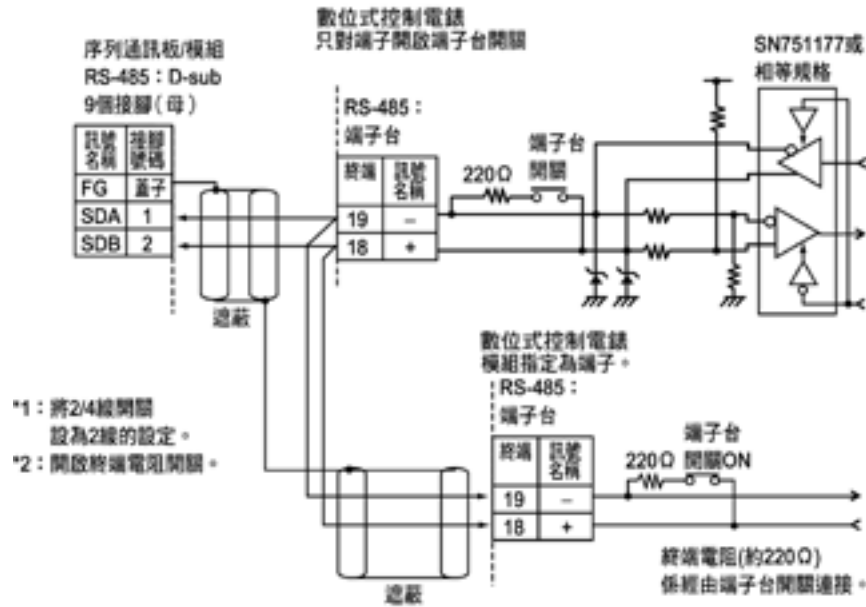 數位式控制電錶
只對端子開啟端子台開關
序列通訊板/模組
RS-485：D-sub
9個接腳（母）
訊號名稱 接腳號碼
FG 蓋子
SDA 1
SDB 2
遮蔽
RS-485：
端子台
終端 訊號名稱
19 −
18 +
220Ω
端子台
開關
SN751177或
相等規格
*1：將2/4線開關
設為2線的設定。
*2：開啟終端電阻開關。
數位式控制電錶
模組指定為端子。
RS-485：
端子台
終端 訊號名稱
19 −
18 +
端子台
220Ω 開關ON
終端電阻(約220Ω)
係經由端子台開關連接。
遮蔽